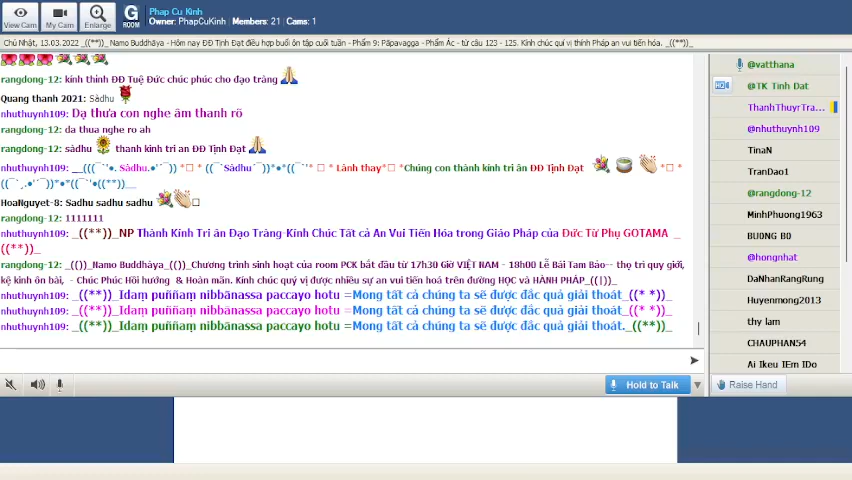 Phap Cu Kinh
Owner: PhapCuKinh | Members: 21 | Cams: 1
View Cam
My Cam
Enlarge
G
ROOM
Chủ Nhật, 13.03.2022 _((**)_ Namo Buddhāya - Hôm nay ĐĐ Tịnh Đạt điều hợp buổi ôn tập cuối tuần - Phẩm 9: Pāpavagga - Phẩm Ác - từ câu 123 - 125. Kính chúc quí vị thính Pháp an vui tiến hóa. _((**)_
rangdong-12: kính thỉnh ĐĐ Tuệ Đức chúc phúc cho đạo tràng
Quang thanh 2021: Sādhu
nhuthuynh109: Dạ thưa con nghe âm thanh rõ
rangdong-12: da thua nghe ro ah
rangdong-12: sādhu thanh kinh tri an ĐĐ Tịnh Đạt
Sādhu. Sādhu Lành thay Chúng con thành kính tri ân ĐĐ Tịnh Đạt
HoaNguyet-8: Sadhu sadhu sadhu
rangdong-12: 1111111
nhuthuynh109: _((**)_NP Thành Kính Tri ân Đạo Tràng-Kính Chúc Tất cả An Vui Tiến Hóa trong Giáo Pháp của Đức Từ Phụ GOTAMA _
((**)_
rangdong-12: _(())_Namo Buddhāya_(())_Chương trình sinh hoạt của room PCK bắt đầu từ 17h30 Giờ VIỆT NAM - 18h00 Lễ Bái Tam Bảo-- thọ trì quy giới,
kệ kinh ôn bài, - Chúc Phúc Hồi hướng & Hoàn mãn. Kính chúc quý vị được nhiều sự an vui tiến hoá trên đường HỌC và HÀNH PHÁP_(()))_
nhuthuynh109: _((**))_Idaṃ puññaṃ nibbānassa paccayo hotu =Mong tất cả chúng ta sẽ được đắc quả giải thoát_((* *))_
nhuthuynh109: _((**))_Idaṃ puññaṃ nibbānassa paccayo hotu =Mong tất cả chúng ta sẽ được đắc quả giải thoát_((* *))_
nhuthuynh109: _((**))_Idaṃ puññaṃ nibbānassa paccayo hotu =Mong tất cả chúng ta sẽ được đắc quả giải thoát._((**)_
Hold to Talk
@vatthana
HD
@TK Tinh Dat
ThanhThuyrTra...
@nhuthuynh109
TinaN
TranDao1
@rangdong-12
MinhPhuong1963
BU0NG B0
@hongnhat
DaNhanRangRung
Huyenmong2013
thy lam
CHAUPHAN54
Ai Ikeu IEm IDo
Raise Hand